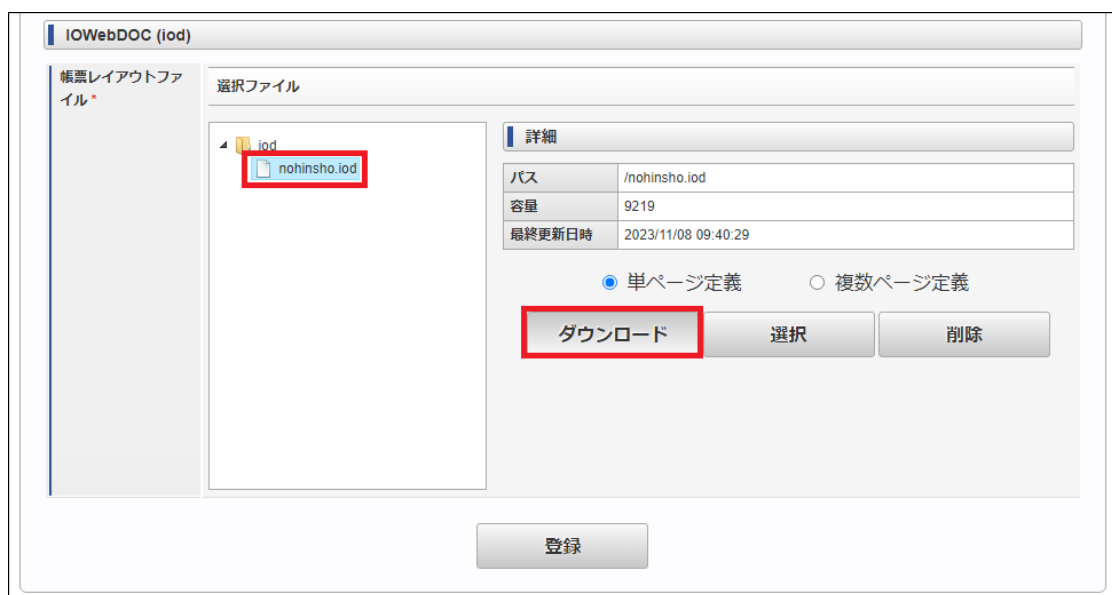 IOWebDOC (iod)
帳票レイアウトファ
イル*
選択ファイル
iod
nohinsho.iod
詳細
パス /nohinsho.iod
容量 9219
最終更新日時 2023/11/08 09:40:29
単ページ定義 複数ページ定義
ダウンロード 選択 削除
登録